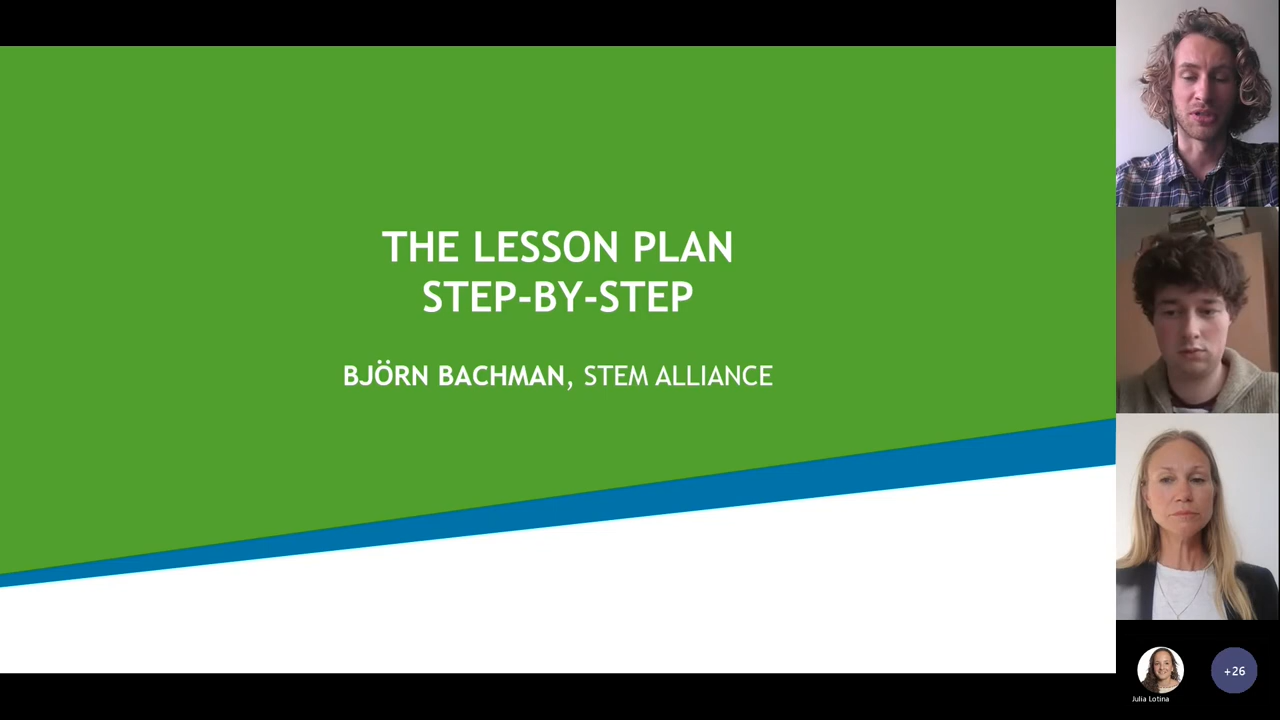 THE LESSON PLAN
STEP-BY-STEP
BJÖRN BACHMAN, STEM ALLIANCE
Julia Lotina
+26